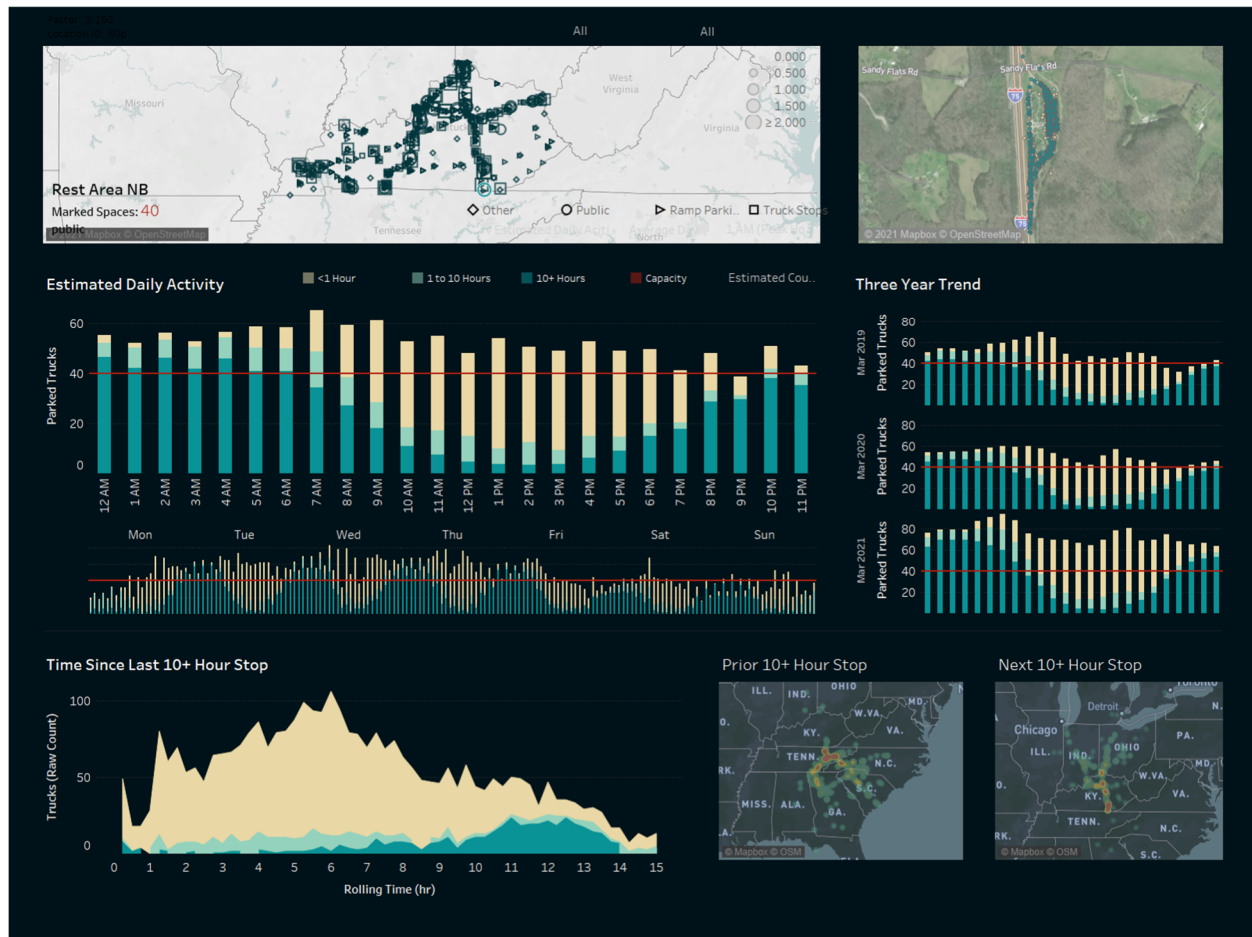 Factor: 0.160
All
All
Missouri
West
Virginia
Virginia
Tennessee
North
0.000
0.500
1.000
1.500
≥ 2.000
Rest Area NB
Marked Spaces: 40
public
Other
Public
Ramp Parki..
Truck Stops
© 2021 Mapbox © OpenStreetMap
Sandy Flats Rd
Sandy Flats Rd
75
75
© 2021 Mapbox © OpenStreetMap
Estimated Daily Activity
<1 Hour
1 to 10 Hours
10+ Hours
Capacity
Estimated Cou..
Parked Trucks
60
40
20
0
12 AM
1 AM
2 AM
3 AM
4 AM
5 AM
6 AM
7 AM
8 AM
9 AM
10 AM
11 AM
12 PM
1 PM
2 PM
3 PM
4 PM
5 PM
6 PM
7 PM
8 PM
9 PM
10 PM
11 PM
Mon
Tue
Wed
Thu
Fri
Sat
Sun
Three Year Trend
Mar 2019
Parked Trucks
80
60
40
20
Mar 2020
Parked Trucks
80
60
40
20
Mar 2021
Parked Trucks
80
60
40
20
Time Since Last 10+ Hour Stop
Trucks (Raw Count)
100
50
0
0
1
2
3
4
5
6
7
8
9
10
11
12
13
14
15
Rolling Time (hr)
Prior 10+ Hour Stop
ILL.
IND.
OHIO
MD.
W.VA.
KY.
VA.
TENN.
N.C.
S.C.
MISS.
ALA.
GA.
© Mapbox © OSM
Next 10+ Hour Stop
Toronto
Detroit
Chicago
N.
PA.
ILL.
IND.
OHIO
MD.
W.VA.
KY.
VA.
TENN.
N.C.
S.C.
© Mapbox © OSM